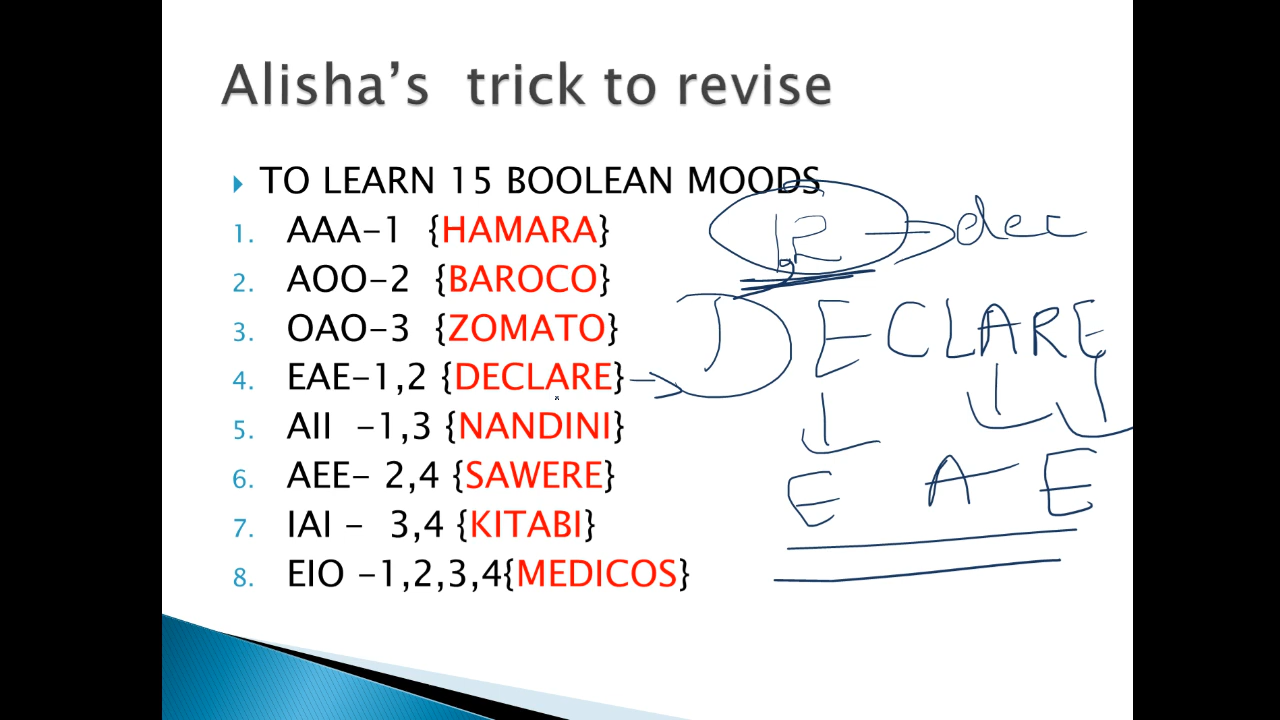 Alisha’s trick to revise
TO LEARN 15 BOOLEAN MOODS
1. AAA-1 {HAMARA}
2. AOO-2 {BAROCO}
3. OAO-3 {ZOMATO}
4. EAE-1,2 {DECLARE}
5. AII -1,3 {NANDINI}
6. AEE- 2,4 {SAWERE}
7. IAI - 3,4 {KITABI}
8. EIO -1,2,3,4{MEDICOS}
12 dec
DECLARE
E A E